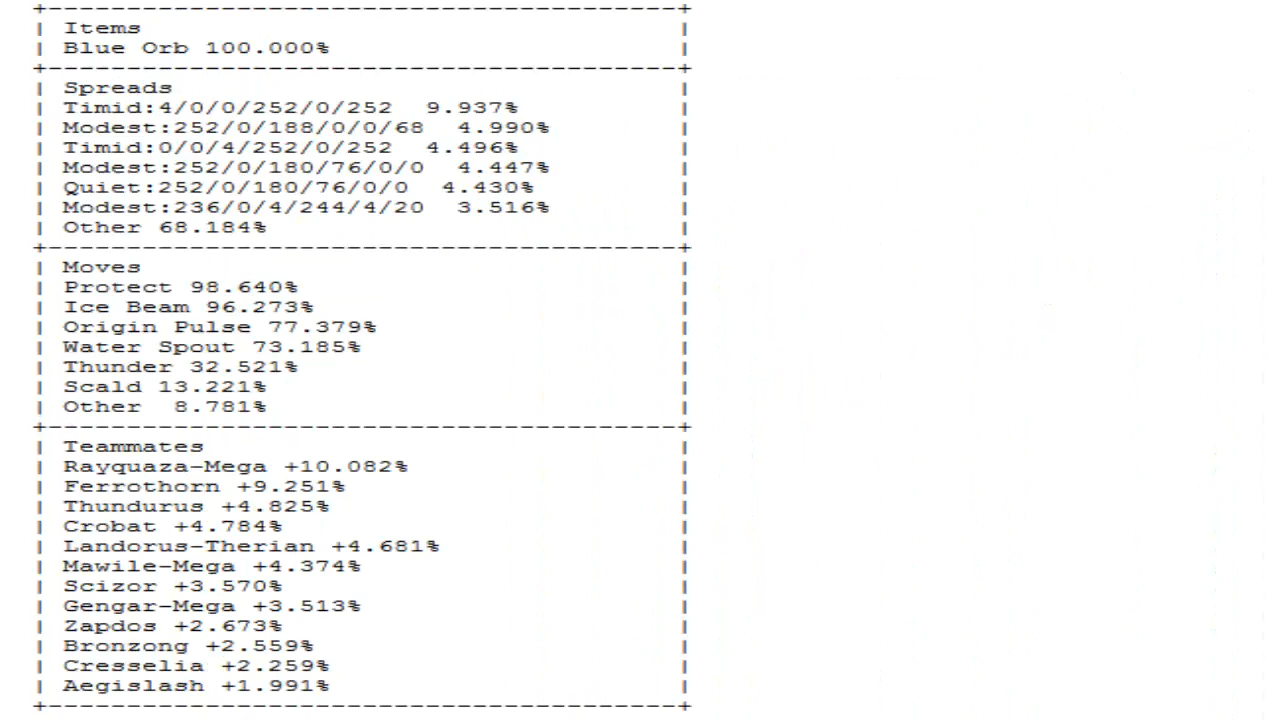 +-----------------------------------------+
| Items |
| Blue Orb 100.000% |
+-----------------------------------------+
| Spreads |
| Timid:4/0/0/252/0/252 9.937% |
| Modest:252/0/188/0/0/68 4.990% |
| Timid:0/0/4/252/0/252 4.496% |
| Modest:252/0/180/76/0/0 4.447% |
| Quiet:252/0/180/76/0/0 4.430% |
| Modest:236/0/4/244/4/20 3.516% |
| Other 68.184% |
+-----------------------------------------+
| Moves |
| Protect 98.640% |
| Ice Beam 96.273% |
| Origin Pulse 77.379% |
| Water Spout 73.185% |
| Thunder 32.521% |
| Scald 13.221% |
| Other 8.781% |
+-----------------------------------------+
| Teammates |
| Rayquaza-Mega +10.082% |
| Ferrothorn +9.251% |
| Thundurus +4.825% |
| Crobat +4.784% |
| Landorus-Therian +4.681% |
| Mawile-Mega +4.374% |
| Scizor +3.570% |
| Gengar-Mega +3.513% |
| Zapdos +2.673% |
| Bronzong +2.559% |
| Cresselia +2.259% |
| Aegislash +1.991% |
+-----------------------------------------+